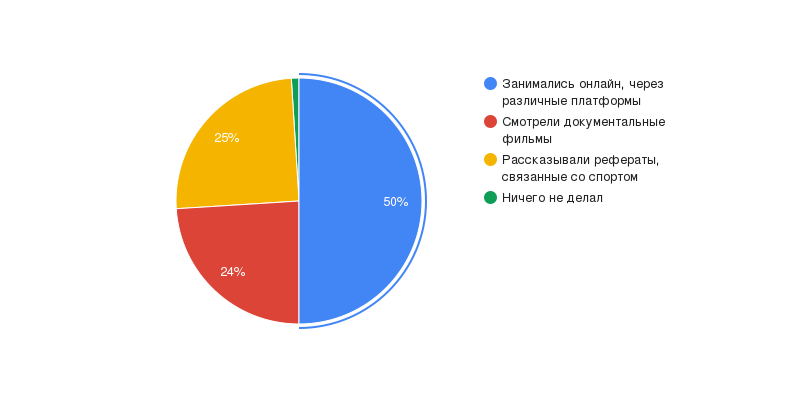 25%
50%
24%
Занимались онлайн, через
различные платформы
Смотрели документальные
фильмы
Рассказывали рефераты,
связанные со спортом
Ничего не делал